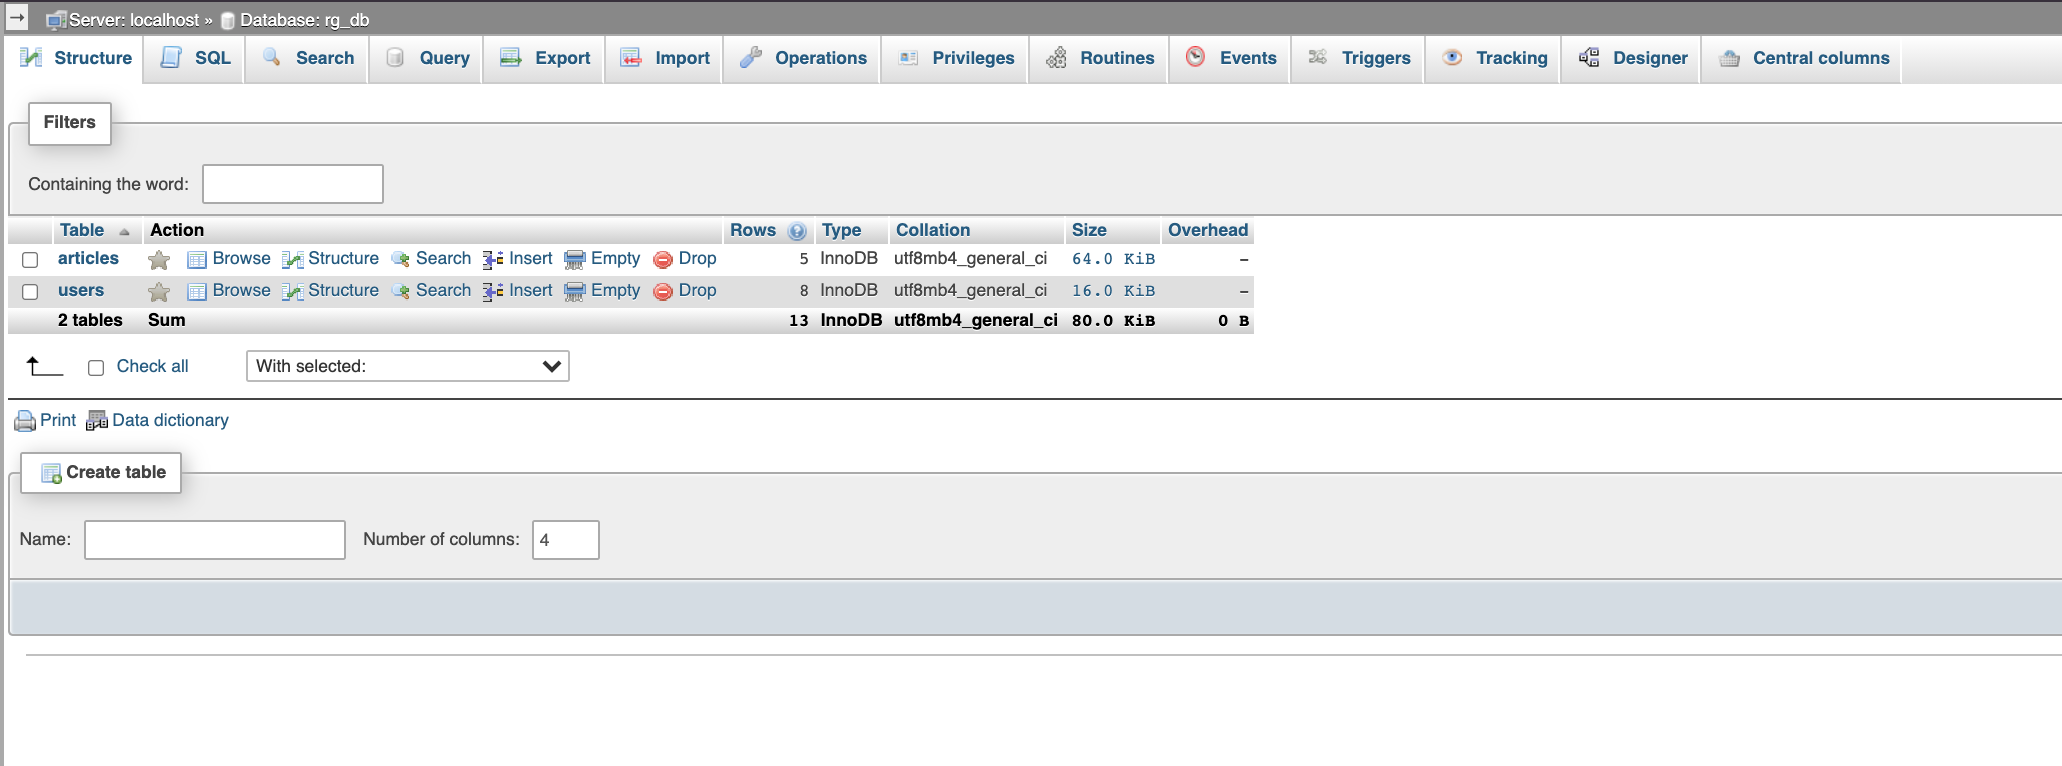 Server: localhost » Database: rg_db
Structure SQL Search Query Export Import Operations Privileges Routines Events Triggers Tracking Designer Central columns
Filters
Containing the word:
Table Action Rows Type Collation Size Overhead
articles Browse Structure Search Insert Empty Drop 5 InnoDB utf8mb4_general_ci 64.0 KiB –
users Browse Structure Search Insert Empty Drop 8 InnoDB utf8mb4_general_ci 16.0 KiB –
2 tables Sum 13 InnoDB utf8mb4_general_ci 80.0 KiB 0 B
Check all With selected:
Print Data dictionary
Create table
Name: Number of columns: 4